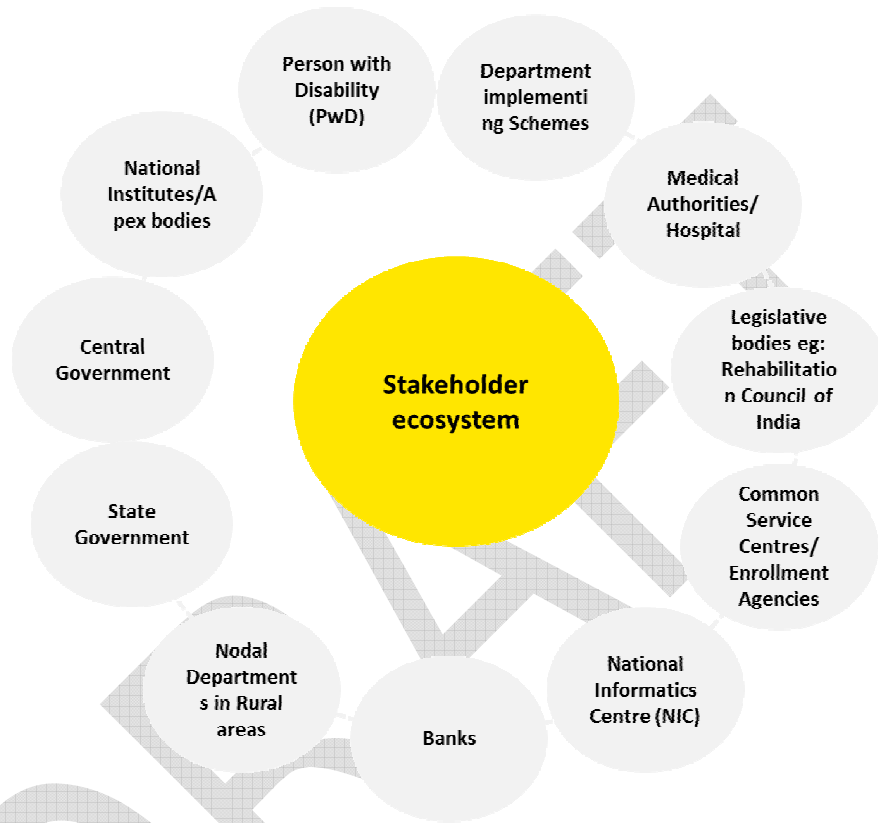 Person with
Disability
(PwD)
Department
implementi
ng Schemes
Medical
Authorities/
Hospital
Legislative
bodies eg:
Rehabilitatio
n Council of
India
Common
Service
Centres/
Enrollment
Agencies
National
Informatics
Centre (NIC)
Banks
Nodal
Department
s in Rural
areas
State
Government
Central
Government
National
Institutes/A
pex bodies
Stakeholder
ecosystem